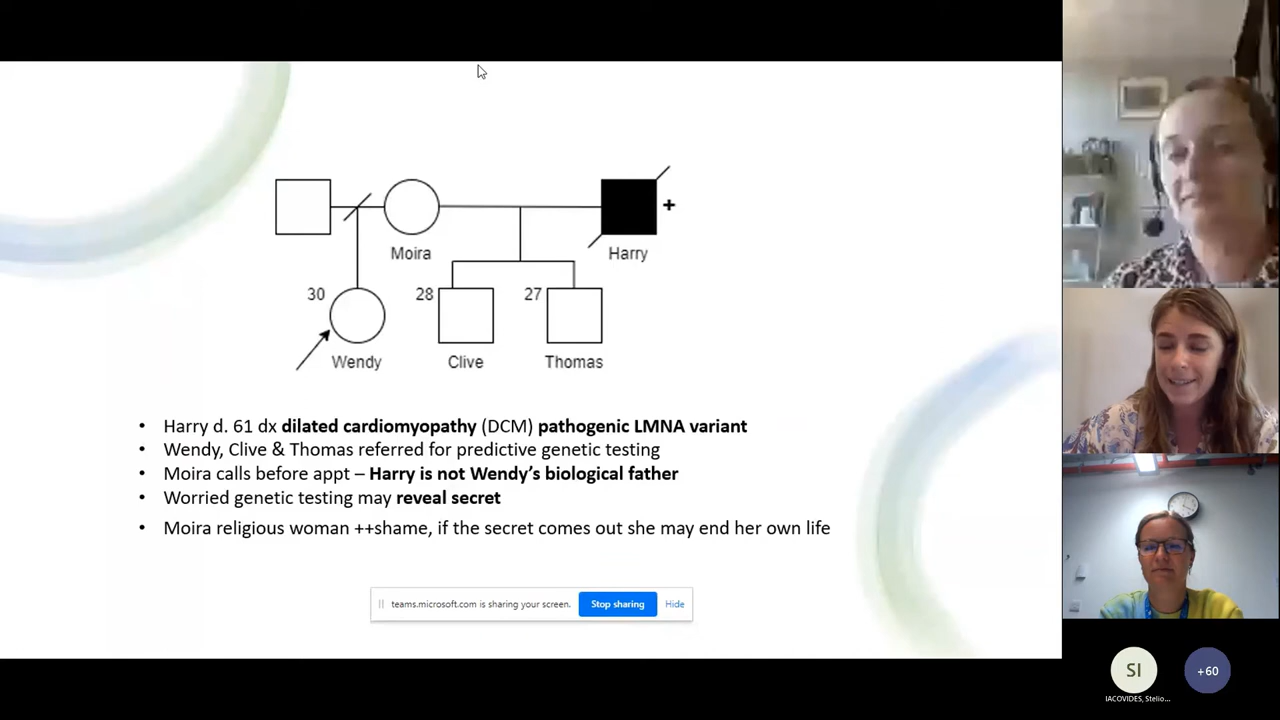 +
Moira
Harry
30
28
27
Wendy
Clive
Thomas
• Harry d. 61 dx dilated cardiomyopathy (DCM) pathogenic LMNA variant
• Wendy, Clive & Thomas referred for predictive genetic testing
• Moira calls before appt – Harry is not Wendy's biological father
• Worried genetic testing may reveal secret
• Moira religious woman ++shame, if the secret comes out she may end her own life
teams.microsoft.com is sharing your screen.
Stop sharing
Hide
SI
+60
IACOVIDES, Stelio...